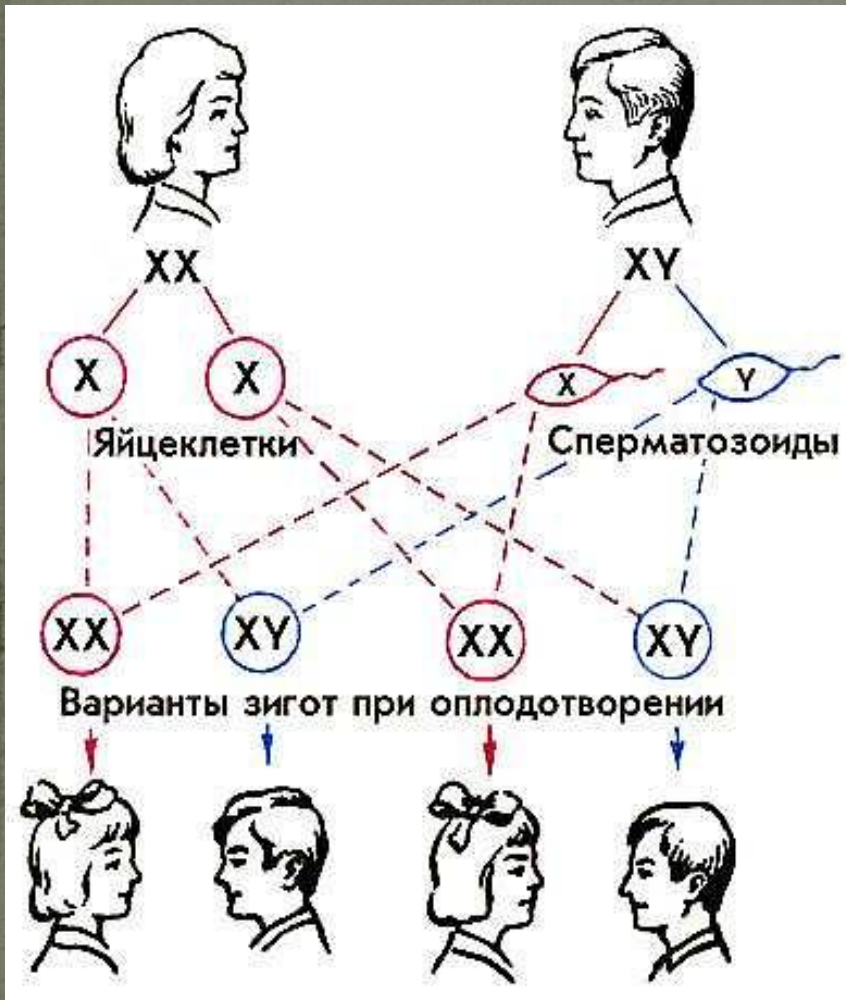 XX XY
X X X Y
Яйцеклетки Сперматозоиды
XX XY XX XY
Варианты зигот при оплодотворении